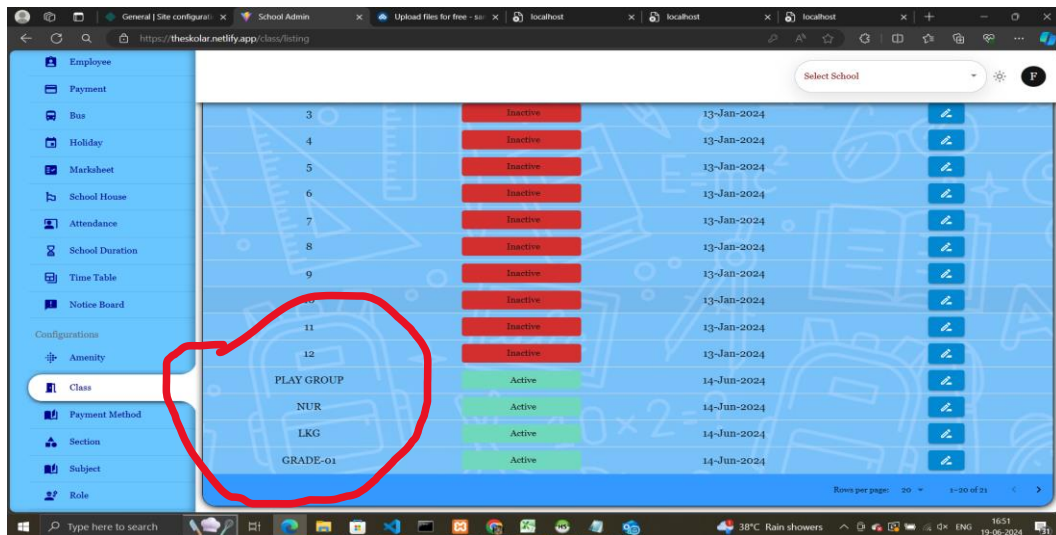 General | Site configurati
School Admin
Upload files for free - sar
localhost
localhost
localhost
https://theskolar.netlify.app/class/listing
Employee
Payment
Bus
Holiday
Marksheet
School House
Attendance
School Duration
Time Table
Notice Board
Configurations
Amenity
Class
Payment Method
Section
Subject
Role
Select School
F
3 Inactive 13-Jan-2024
4 Inactive 13-Jan-2024
5 Inactive 13-Jan-2024
6 Inactive 13-Jan-2024
7 Inactive 13-Jan-2024
8 Inactive 13-Jan-2024
9 Inactive 13-Jan-2024
10 Inactive 13-Jan-2024
11 Inactive 13-Jan-2024
12 Inactive 13-Jan-2024
PLAY GROUP Active 14-Jun-2024
NUR Active 14-Jun-2024
LKG Active 14-Jun-2024
GRADE-01 Active 14-Jun-2024
Rows per page: 20 1-20 of 21
Type here to search
38°C Rain showers
ENG
16:51
19-06-2024